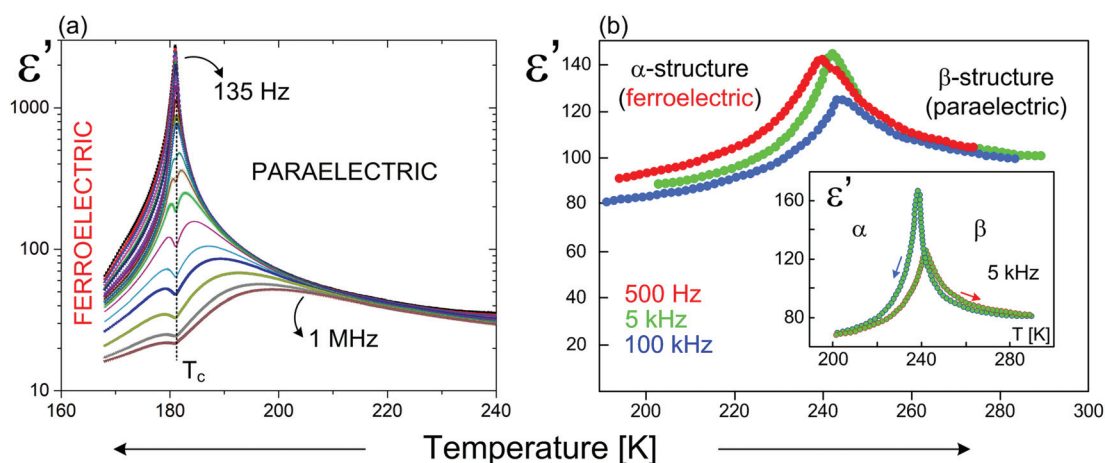 (a)
ε’
1000
100
10
FERROELECTRIC
135 Hz
PARAELECTRIC
1 MHz
Tc
160 180 200 220 240
(b)
ε’
140
120
100
80
60
40
20
0
α-structure
(ferroelectric)
β-structure
(paraelectric)
500 Hz
5 kHz
100 kHz
ε’
160
120
80
α
β
5 kHz
T [K]
200 240 280
200 220 240 260 280 300
Temperature [K]